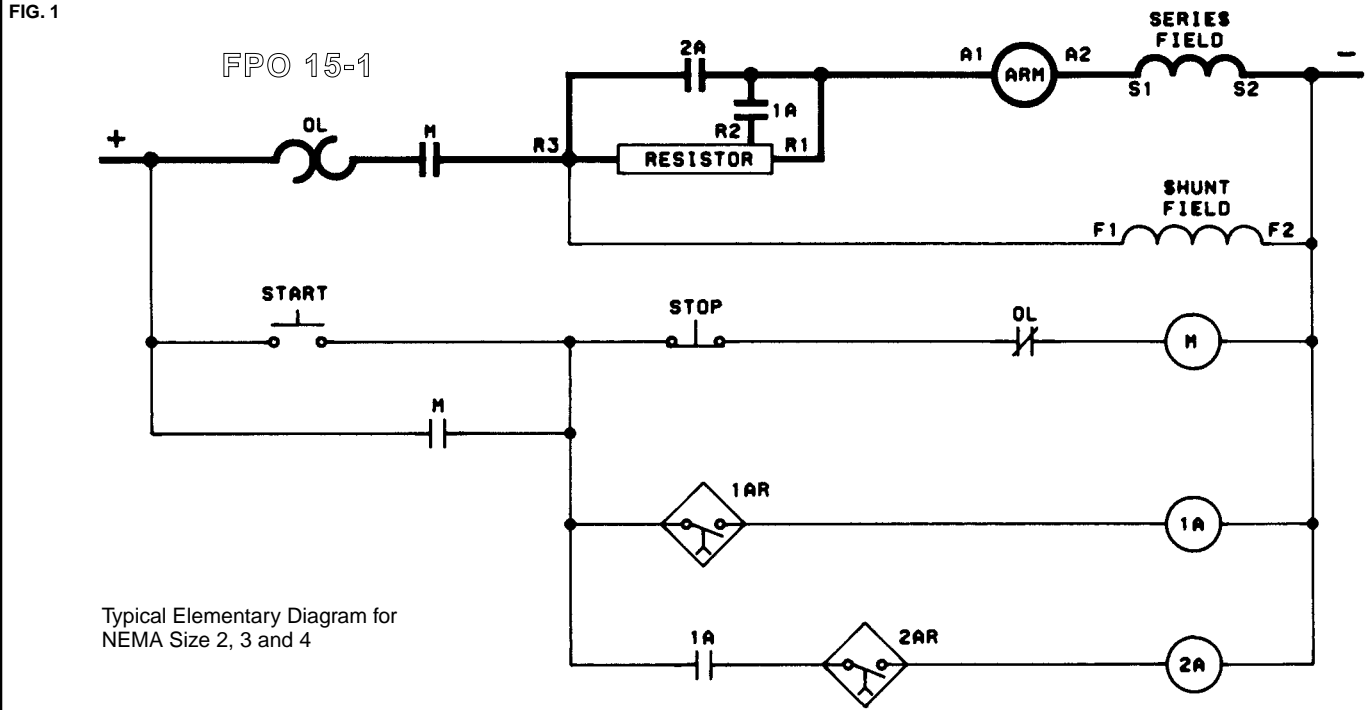 FIG. 1
FPO 15-1
SERIES
FIELD
2A
A1
ARM
A2
S1
S2
-
1A
+
OL
M
R3
R2
R1
RESISTOR
SHUNT
FIELD
F1
F2
START
STOP
OL
M
M
1AR
1A
Typical Elementary Diagram for
NEMA Size 2, 3 and 4
1A
2AR
2A